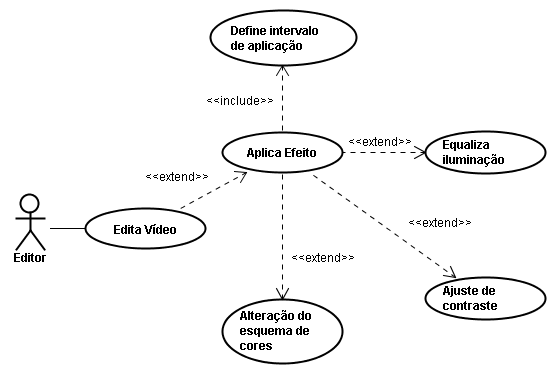 Define intervalo
de aplicação
<<include>>
Aplica Efeito
<<extend>>
Equaliza
iluminação
<<extend>>
Edita Vídeo
Editor
<<extend>>
<<extend>>
Alteração do
esquema de
cores
Ajuste de
contraste